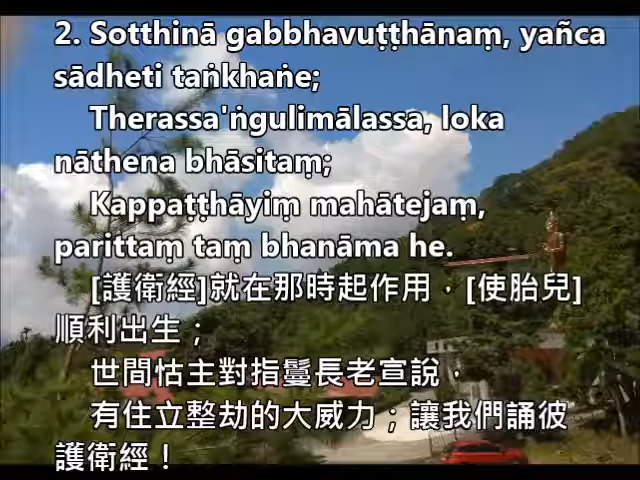 2. Sotthinā gabbhavuṭṭhānaṃ, yañca
sādheti taṅkhaṇe;
Therassa'ṅgulimālassa, loka
nāthena bhāsitaṃ;
Kappaṭṭhāyiṃ mahātejaṃ,
parittaṃ taṃ bhanāma he.
[護衛經]就在那時起作用，[使胎兒]
順利出生；
世間怙主對指鬘長老宣說，
有住立整劫的大威力；讓我們誦彼
護衛經！